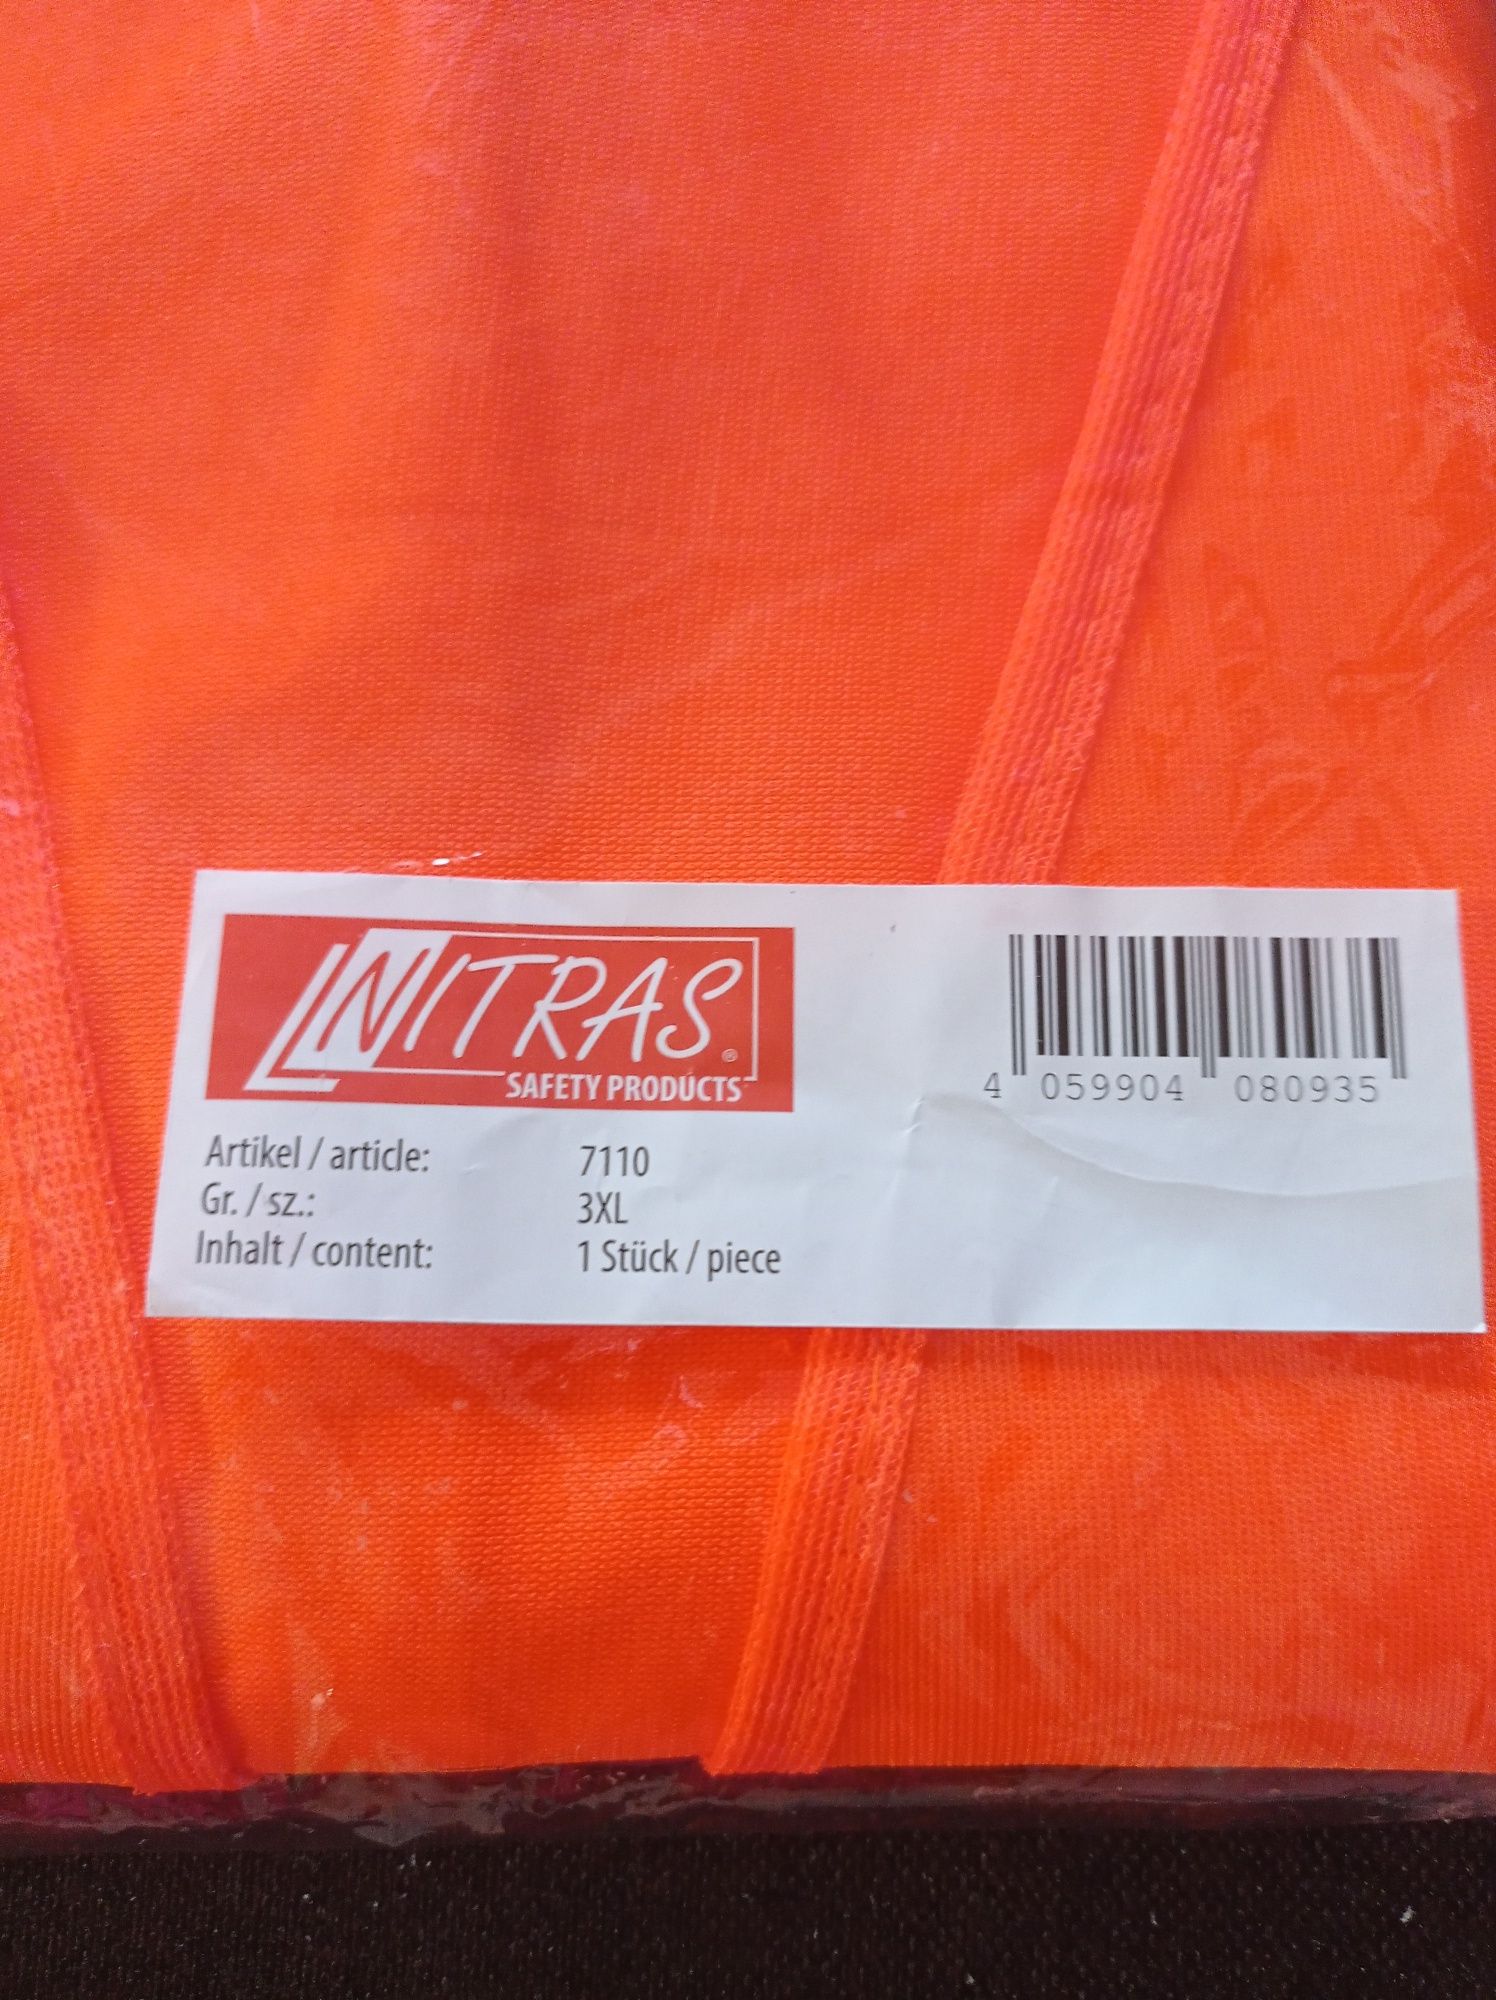 NITRAS®
SAFETY PRODUCTS
Artikel / article: 7110
Gr. / sz.: 3XL
Inhalt / content: 1 Stück / piece
4 059904 080935